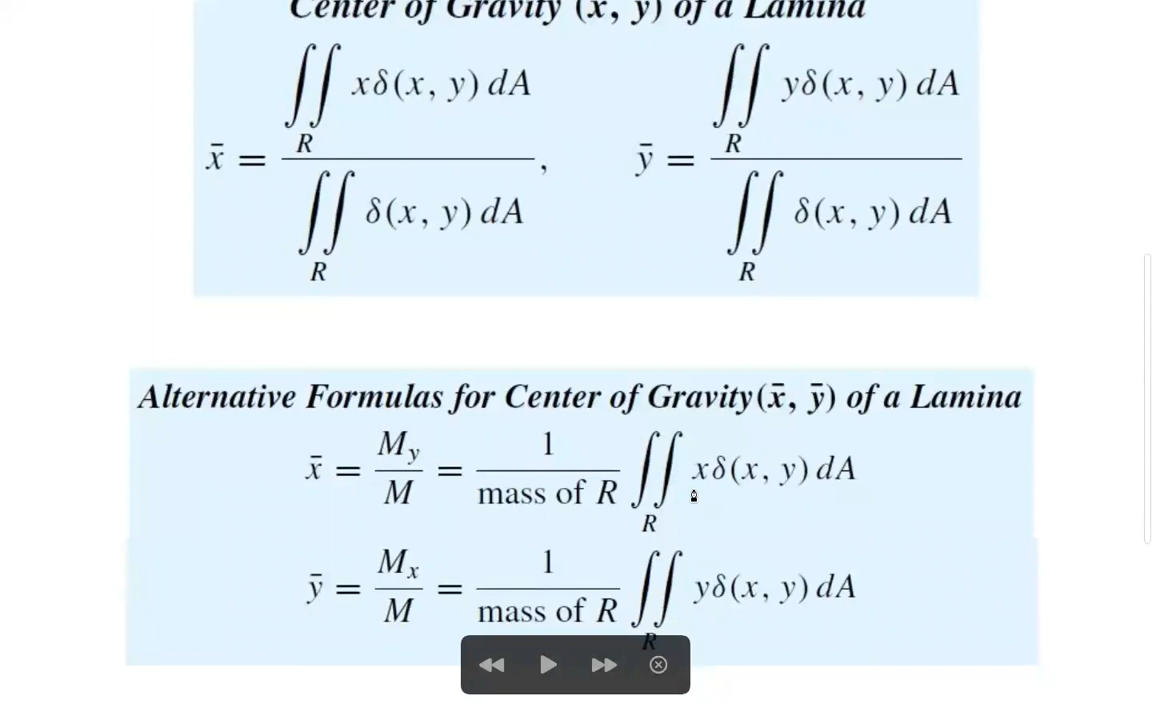 Center of Gravity (x̄, ȳ) of a Lamina
x̄ = ∬_R xδ(x, y) dA / ∬_R δ(x, y) dA, ȳ = ∬_R yδ(x, y) dA / ∬_R δ(x, y) dA
Alternative Formulas for Center of Gravity(x̄, ȳ) of a Lamina
x̄ = M_y / M = 1 / mass of R ∬_R xδ(x, y) dA
ȳ = M_x / M = 1 / mass of R ∬_R yδ(x, y) dA